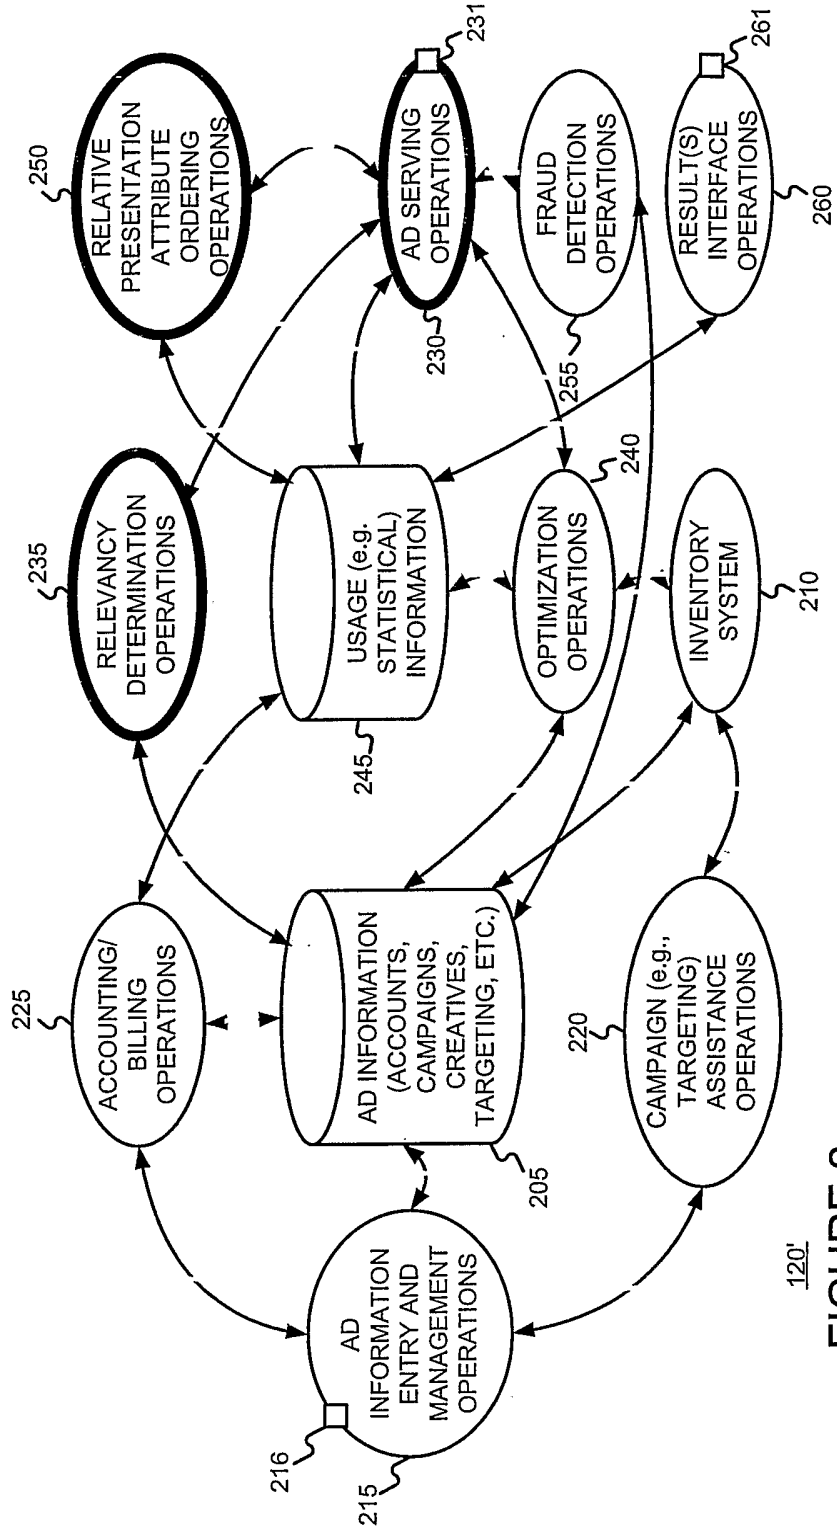 225
ACCOUNTING/
BILLING
OPERATIONS
235
RELEVANCY
DETERMINATION
OPERATIONS
250
RELATIVE
PRESENTATION
ATTRIBUTE
ORDERING
OPERATIONS
216
AD
INFORMATION
ENTRY AND
MANAGEMENT
OPERATIONS
215
AD INFORMATION
(ACCOUNTS,
CAMPAIGNS,
CREATIVES,
TARGETING, ETC.)
205
USAGE (e.g.
STATISTICAL)
INFORMATION
245
AD SERVING
OPERATIONS
231
230
OPTIMIZATION
OPERATIONS
240
FRAUD
DETECTION
OPERATIONS
255
220
CAMPAIGN (e.g.,
TARGETING)
ASSISTANCE
OPERATIONS
INVENTORY
SYSTEM
210
RESULT(S)
INTERFACE
OPERATIONS
261
260
120'
FIGURE